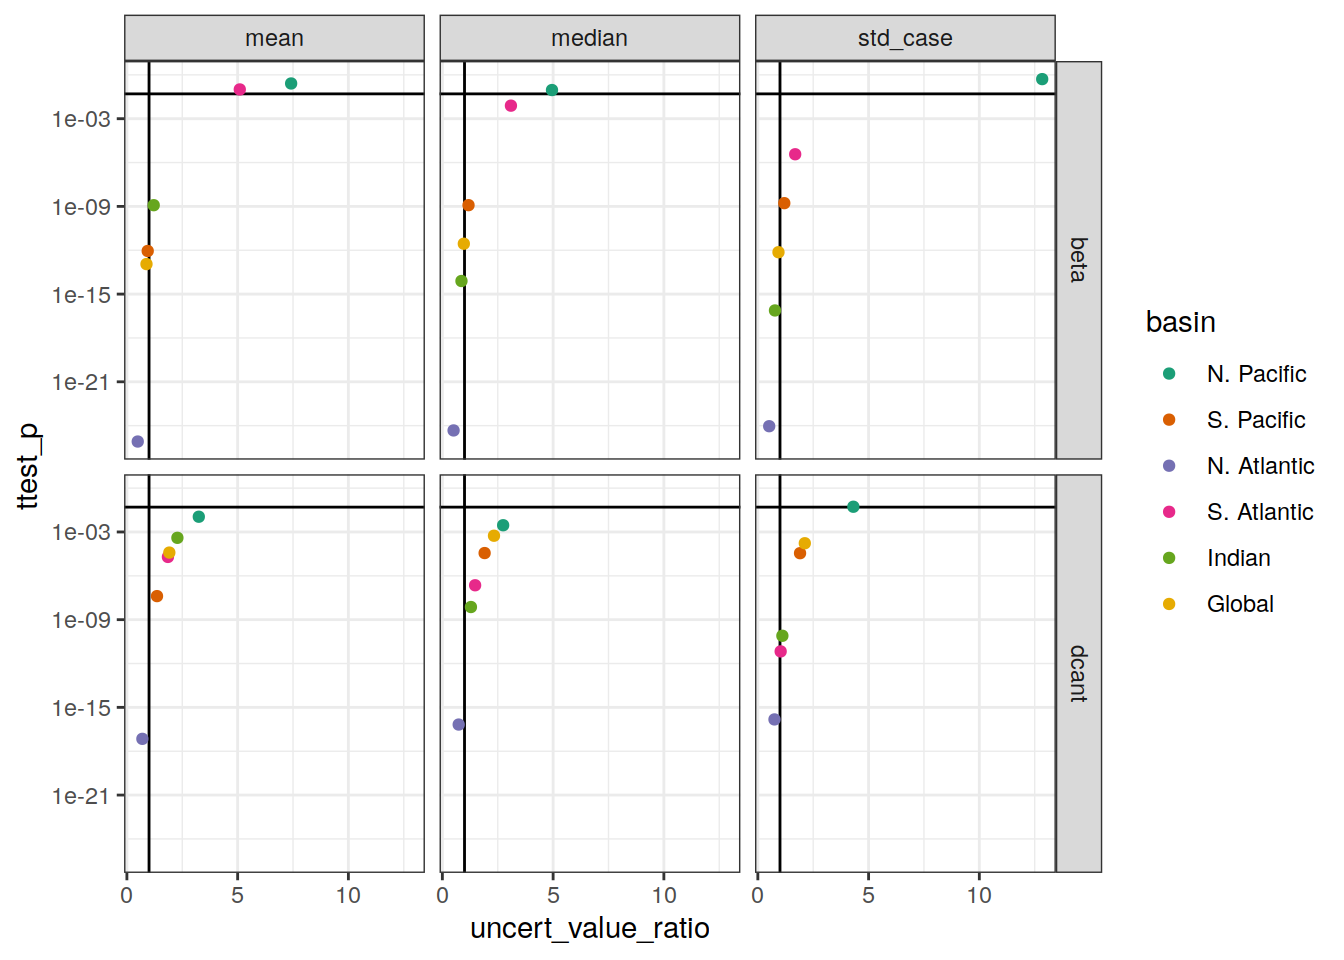 mean
median
std_case
1e-03
1e-09
1e-15
1e-21
beta
1e-03
1e-09
1e-15
1e-21
dcant
ttest_p
0
5
10
0
5
10
0
5
10
uncert_value_ratio
basin
N. Pacific
S. Pacific
N. Atlantic
S. Atlantic
Indian
Global